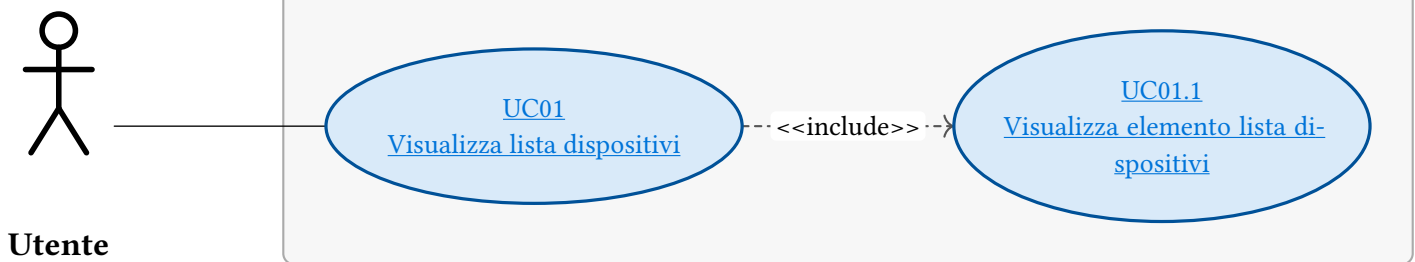 UC01
Visualizza lista dispositivi
<<include>>
UC01.1
Visualizza elemento lista di-
spositivi
Utente